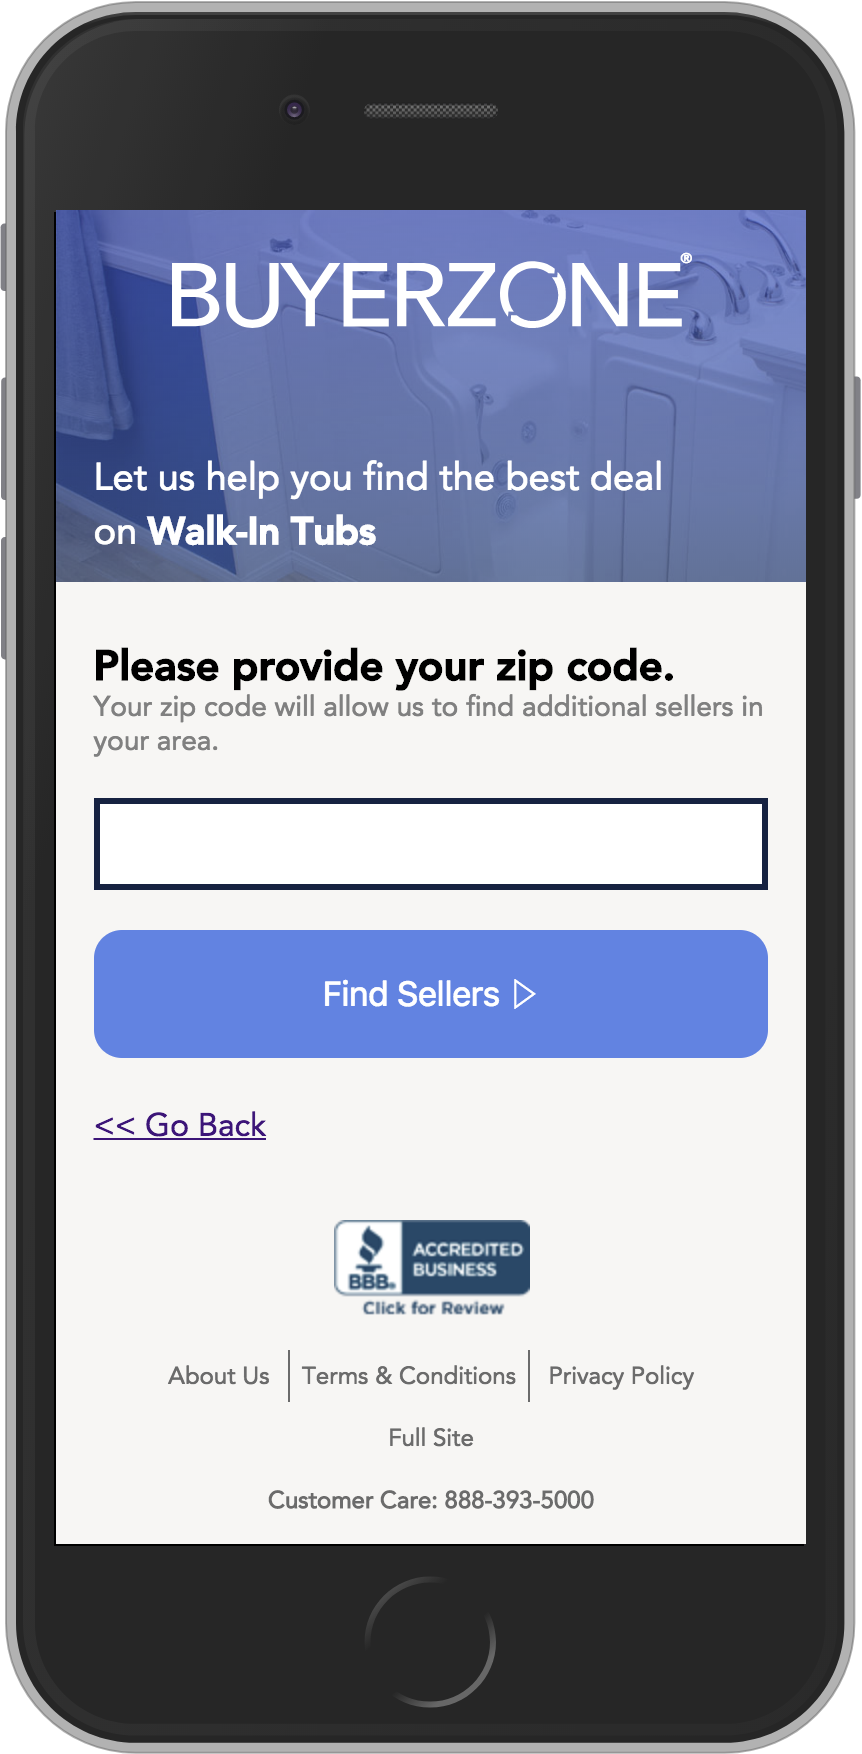 BUYERZONE®
Let us help you find the best deal
on Walk-In Tubs
Please provide your zip code.
Your zip code will allow us to find additional sellers in
your area.
Find Sellers ▷
<< Go Back
BBB.
ACCREDITED
BUSINESS
Click for Review
About Us | Terms & Conditions | Privacy Policy
Full Site
Customer Care: 888-393-5000